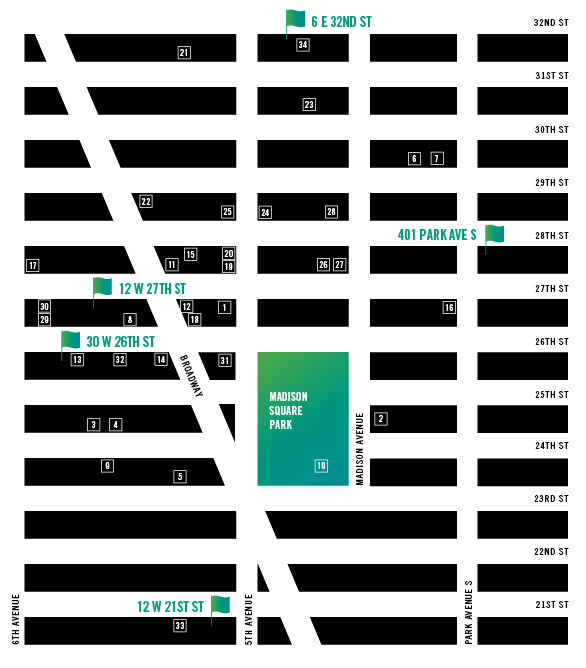 6 E 32ND ST
32ND ST
34
21
31ST ST
23
30TH ST
6
7
29TH ST
22
25
24
28
401 PARK AVE S
28TH ST
15
20
17
11
19
26
27
12 W 27TH ST
27TH ST
30
12
1
16
29
8
18
30 W 26TH ST
26TH ST
13
32
14
31
BROADWAY
MADISON
SQUARE
PARK
25TH ST
MADISON AVENUE
2
3
4
24TH ST
9
10
5
23RD ST
22ND ST
6TH AVENUE
5TH AVENUE
PARK AVENUE S
12 W 21ST ST
21ST ST
33